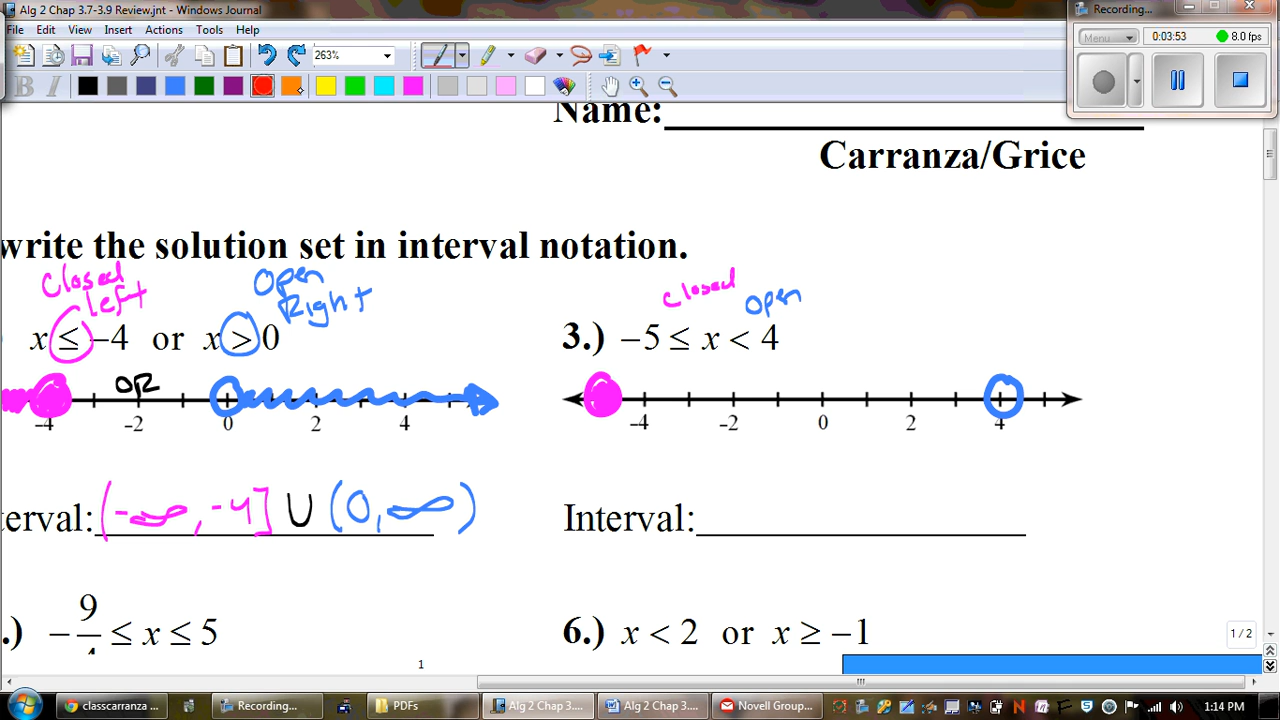 Alg 2 Chap 3.7-3.9 Review.jnt - Windows Journal
Recording...
File Edit View Insert Actions Tools Help
Menu 0:03:53 8.0 fps
263%
B I
Name:
Carranza/Grice
write the solution set in interval notation.
Closed left
Open Right
closed open
x ≤ -4 or x > 0
3.) -5 ≤ x < 4
OR
-4 -2 0 2 4
-4 -2 0 2 4
terval: (-∞, -4] ∪ (0, ∞)
Interval:
.) -9/4 ≤ x ≤ 5
6.) x < 2 or x ≥ -1
1 / 2
1
classcarranza ... Recording... PDFs Alg 2 Chap 3.... Alg 2 Chap 3.... Novell Group... 1:14 PM